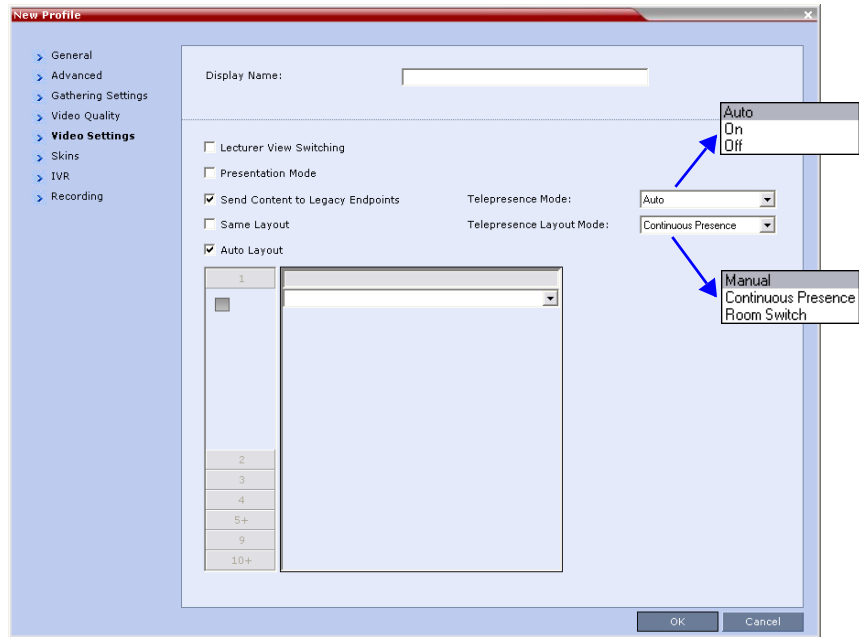 New Profile
General
Advanced
Gathering Settings
Video Quality
Video Settings
Skins
IVR
Recording
Display Name:
Lecturer View Switching
Presentation Mode
Send Content to Legacy Endpoints
Telepresence Mode:
Auto
Same Layout
Telepresence Layout Mode:
Continuous Presence
Auto Layout
Auto
On
Off
Manual
Continuous Presence
Room Switch
1
2
3
4
5+
9
10+
OK
Cancel